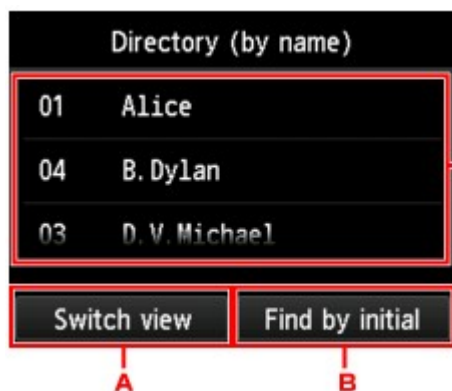 Directory (by name)
01 Alice
04 B.Dylan
03 D.V.Michael
Switch view Find by initial
A B